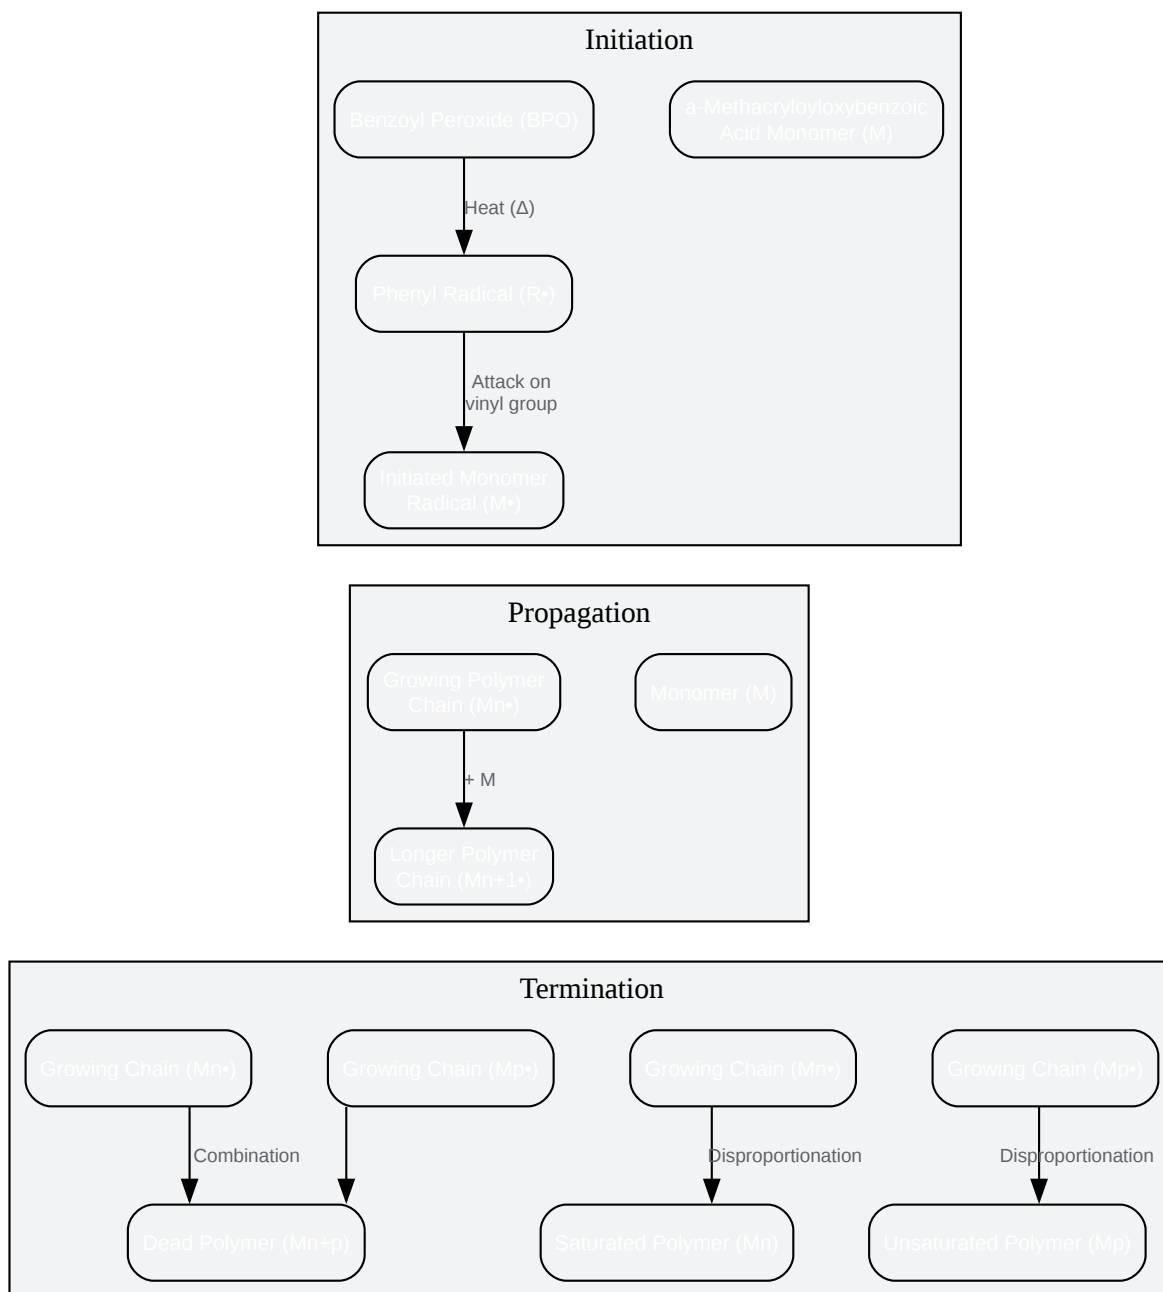 Initiation
Benzoyl Peroxide (BPO)
a-Methacryloyloxybenzoic
Acid Monomer (M)
Heat (Δ)
Phenyl Radical (R•)
Attack on
vinyl group
Initiated Monomer
Radical (M•)
Propagation
Growing Polymer
Chain (Mn•)
Monomer (M)
+ M
Longer Polymer
Chain (Mn+1•)
Termination
Growing Chain (Mn•)
Growing Chain (Mp•)
Growing Chain (Mn•)
Growing Chain (Mp•)
Combination
Disproportionation
Disproportionation
Dead Polymer (Mn+p)
Saturated Polymer (Mn)
Unsaturated Polymer (Mp)